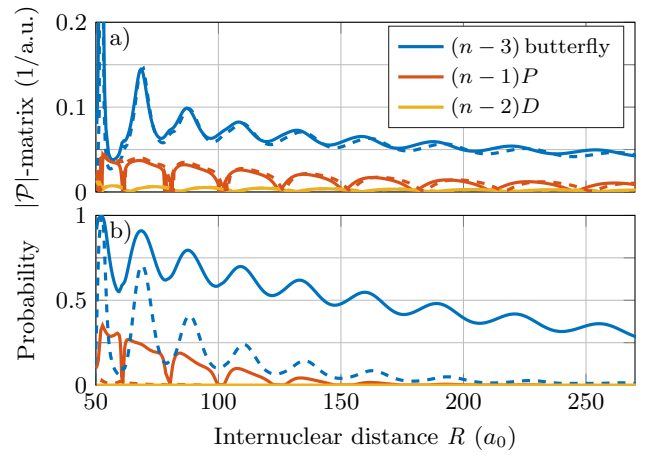 0.2
a)
(n − 3) butterfly
(n − 1)P
(n − 2)D
0.1
0
|𝒫|-matrix (1/a.u.)
1
b)
0.5
0
Probability
50 100 150 200 250
Internuclear distance R (a₀)